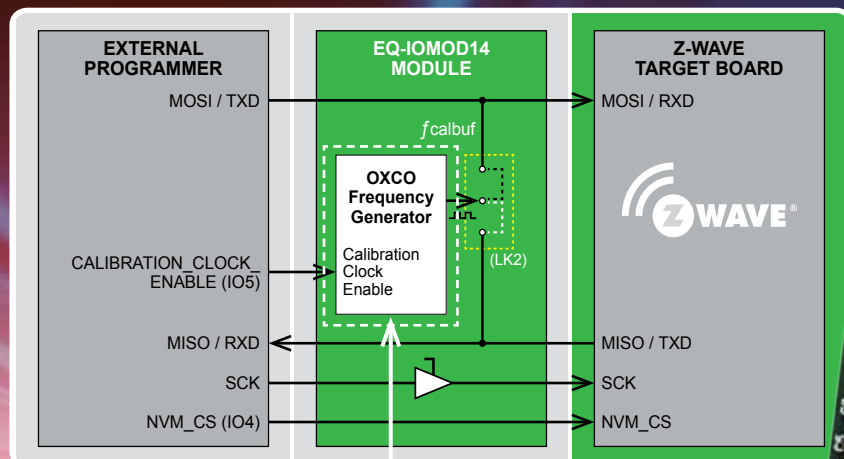 EXTERNAL
PROGRAMMER
MOSI / TXD
CALIBRATION_CLOCK_
ENABLE (IO5)
MISO / RXD
SCK
NVM_CS (IO4)
EQ-IOMOD14
MODULE
ƒcalbuf
OXCO
Frequency
Generator
Calibration
Clock
Enable
(LK2)
Z-WAVE
TARGET BOARD
MOSI / RXD
Z WAVE®
MISO / TXD
SCK
NVM_CS